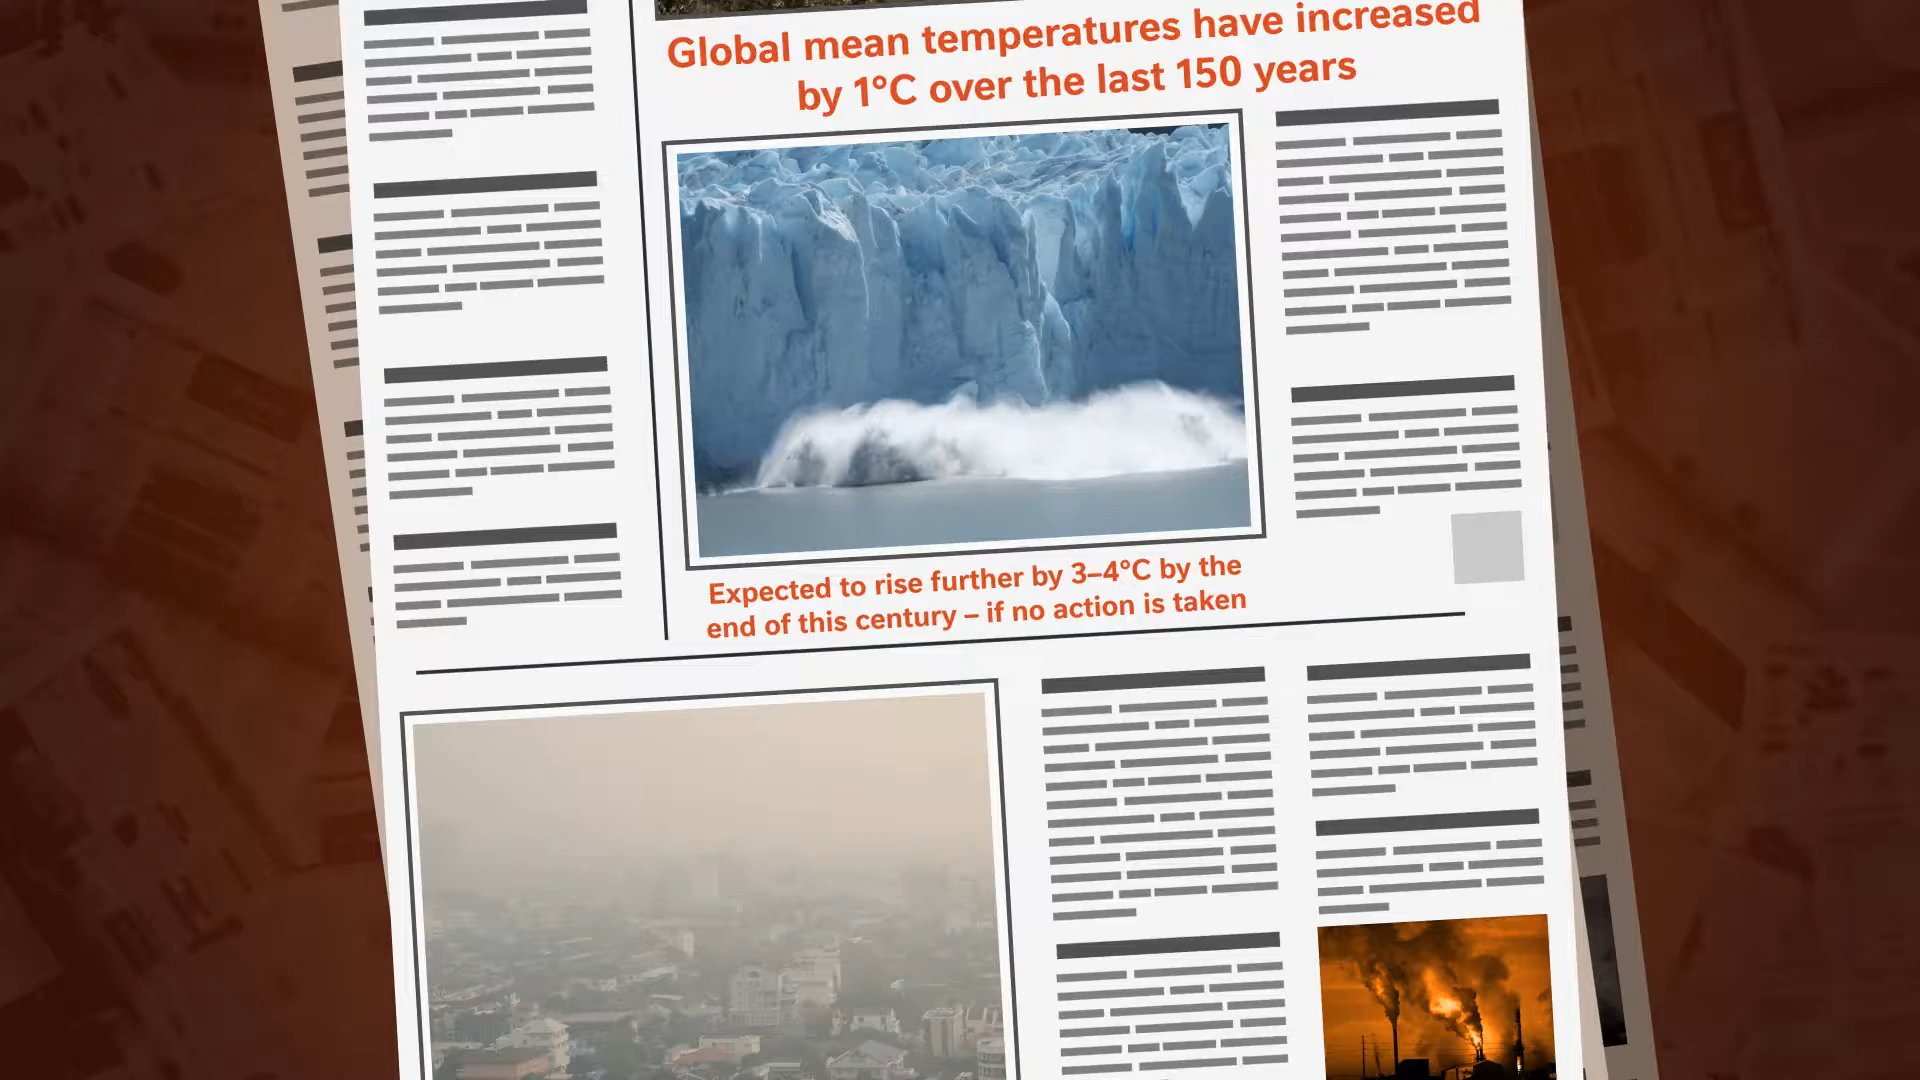 Global mean temperatures have increased
by 1°C over the last 150 years
Expected to rise further by 3–4°C by the
end of this century – if no action is taken